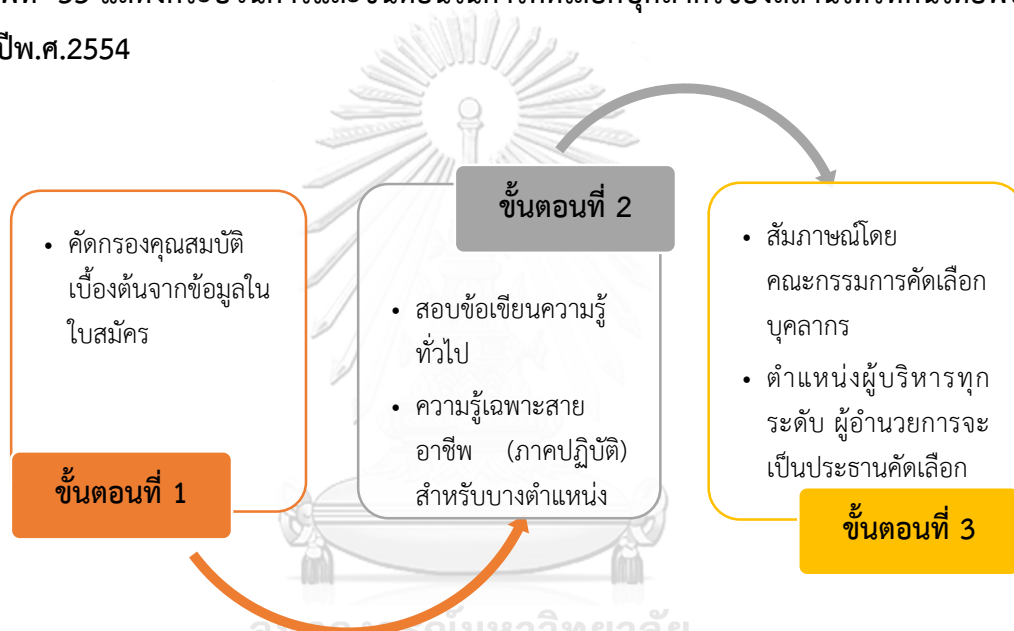 ปีพ.ศ.2554
ขั้นตอนที่ 1
• คัดกรองคุณสมบัติ
เบื้องต้นจากข้อมูลใน
ใบสมัคร
ขั้นตอนที่ 2
• สอบข้อเขียนความรู้
ทั่วไป
• ความรู้เฉพาะสาย
อาชีพ (ภาคปฏิบัติ)
สำหรับบางตำแหน่ง
• สัมภาษณ์โดย
คณะกรรมการคัดเลือก
บุคลากร
• ตำแหน่งผู้บริหารทุก
ระดับ ผู้อำนวยการจะ
เป็นประธานคัดเลือก
ขั้นตอนที่ 3